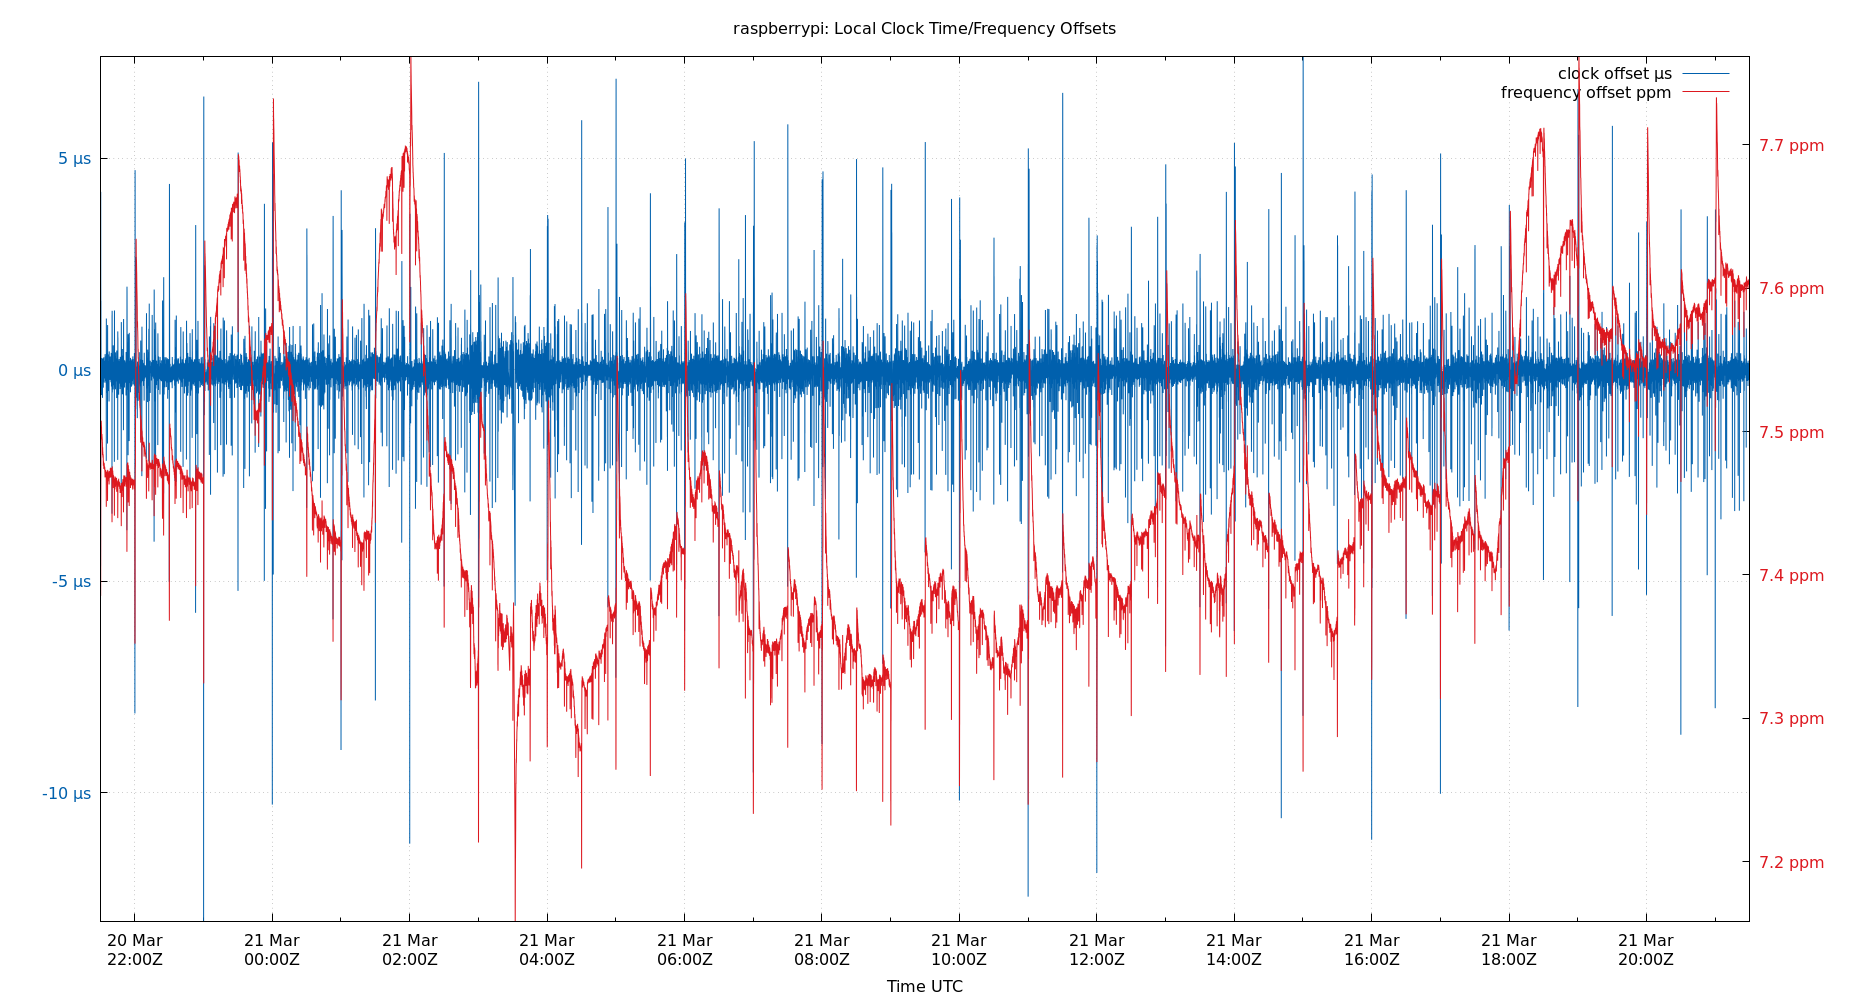 raspberrypi: Local Clock Time/Frequency Offsets
clock offset µs
frequency offset ppm
5 µs
0 µs
-5 µs
-10 µs
7.7 ppm
7.6 ppm
7.5 ppm
7.4 ppm
7.3 ppm
7.2 ppm
20 Mar 21 Mar 21 Mar 21 Mar 21 Mar 21 Mar 21 Mar 21 Mar 21 Mar 21 Mar 21 Mar 21 Mar
22:00Z 00:00Z 02:00Z 04:00Z 06:00Z 08:00Z 10:00Z 12:00Z 14:00Z 16:00Z 18:00Z 20:00Z
Time UTC